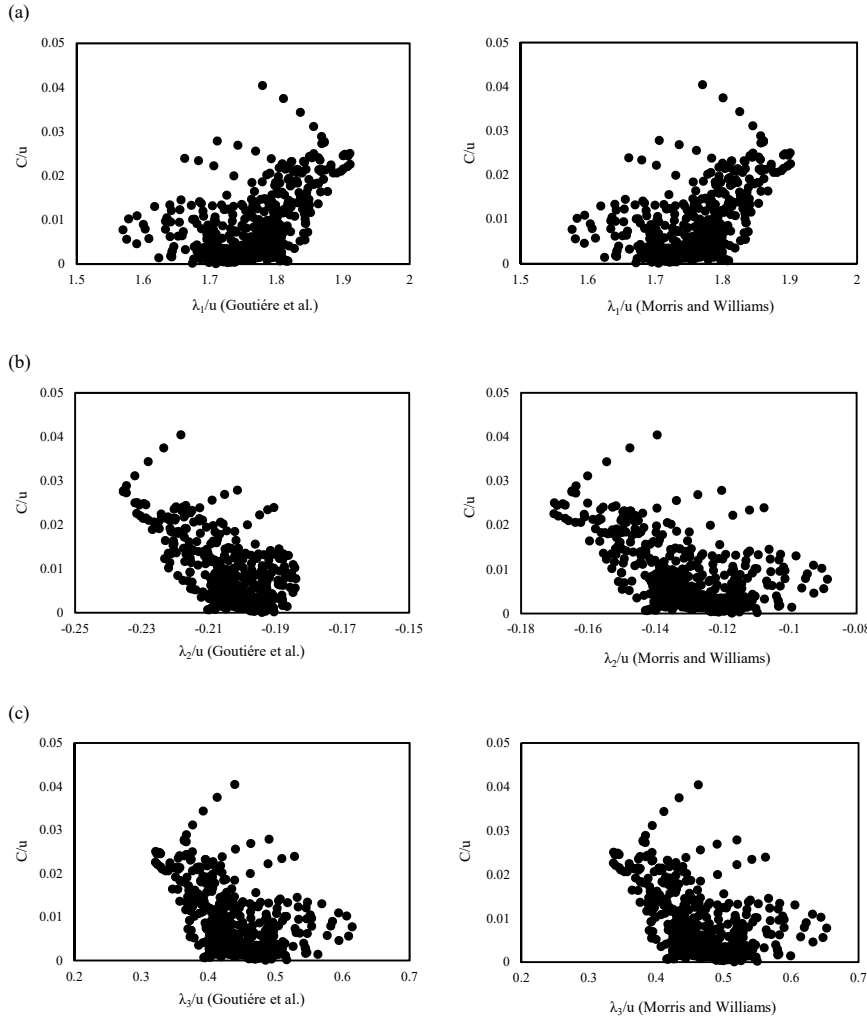 (a)
0.05
0.04
0.03
0.02
0.01
0
C/u
1.5 1.6 1.7 1.8 1.9 2
λ1/u (Goutiére et al.)
0.05
0.04
0.03
0.02
0.01
0
C/u
1.5 1.6 1.7 1.8 1.9 2
λ1/u (Morris and Williams)
(b)
0.05
0.04
0.03
0.02
0.01
0
C/u
-0.25 -0.23 -0.21 -0.19 -0.17 -0.15
λ2/u (Goutiére et al.)
0.05
0.04
0.03
0.02
0.01
0
C/u
-0.18 -0.16 -0.14 -0.12 -0.1 -0.08
λ2/u (Morris and Williams)
(c)
0.05
0.04
0.03
0.02
0.01
0
C/u
0.2 0.3 0.4 0.5 0.6 0.7
λ3/u (Goutiére et al.)
0.05
0.04
0.03
0.02
0.01
0
C/u
0.2 0.3 0.4 0.5 0.6 0.7
λ3/u (Morris and Williams)